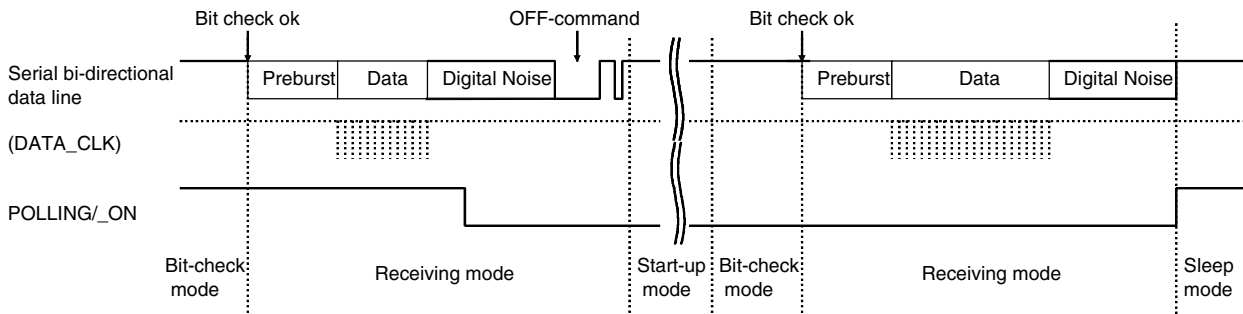 Bit check ok
OFF-command
Bit check ok
Serial bi-directional
data line
Preburst
Data
Digital Noise
Preburst
Data
Digital Noise
(DATA_CLK)
POLLING/_ON
Bit-check
mode
Receiving mode
Start-up
mode
Bit-check
mode
Receiving mode
Sleep
mode